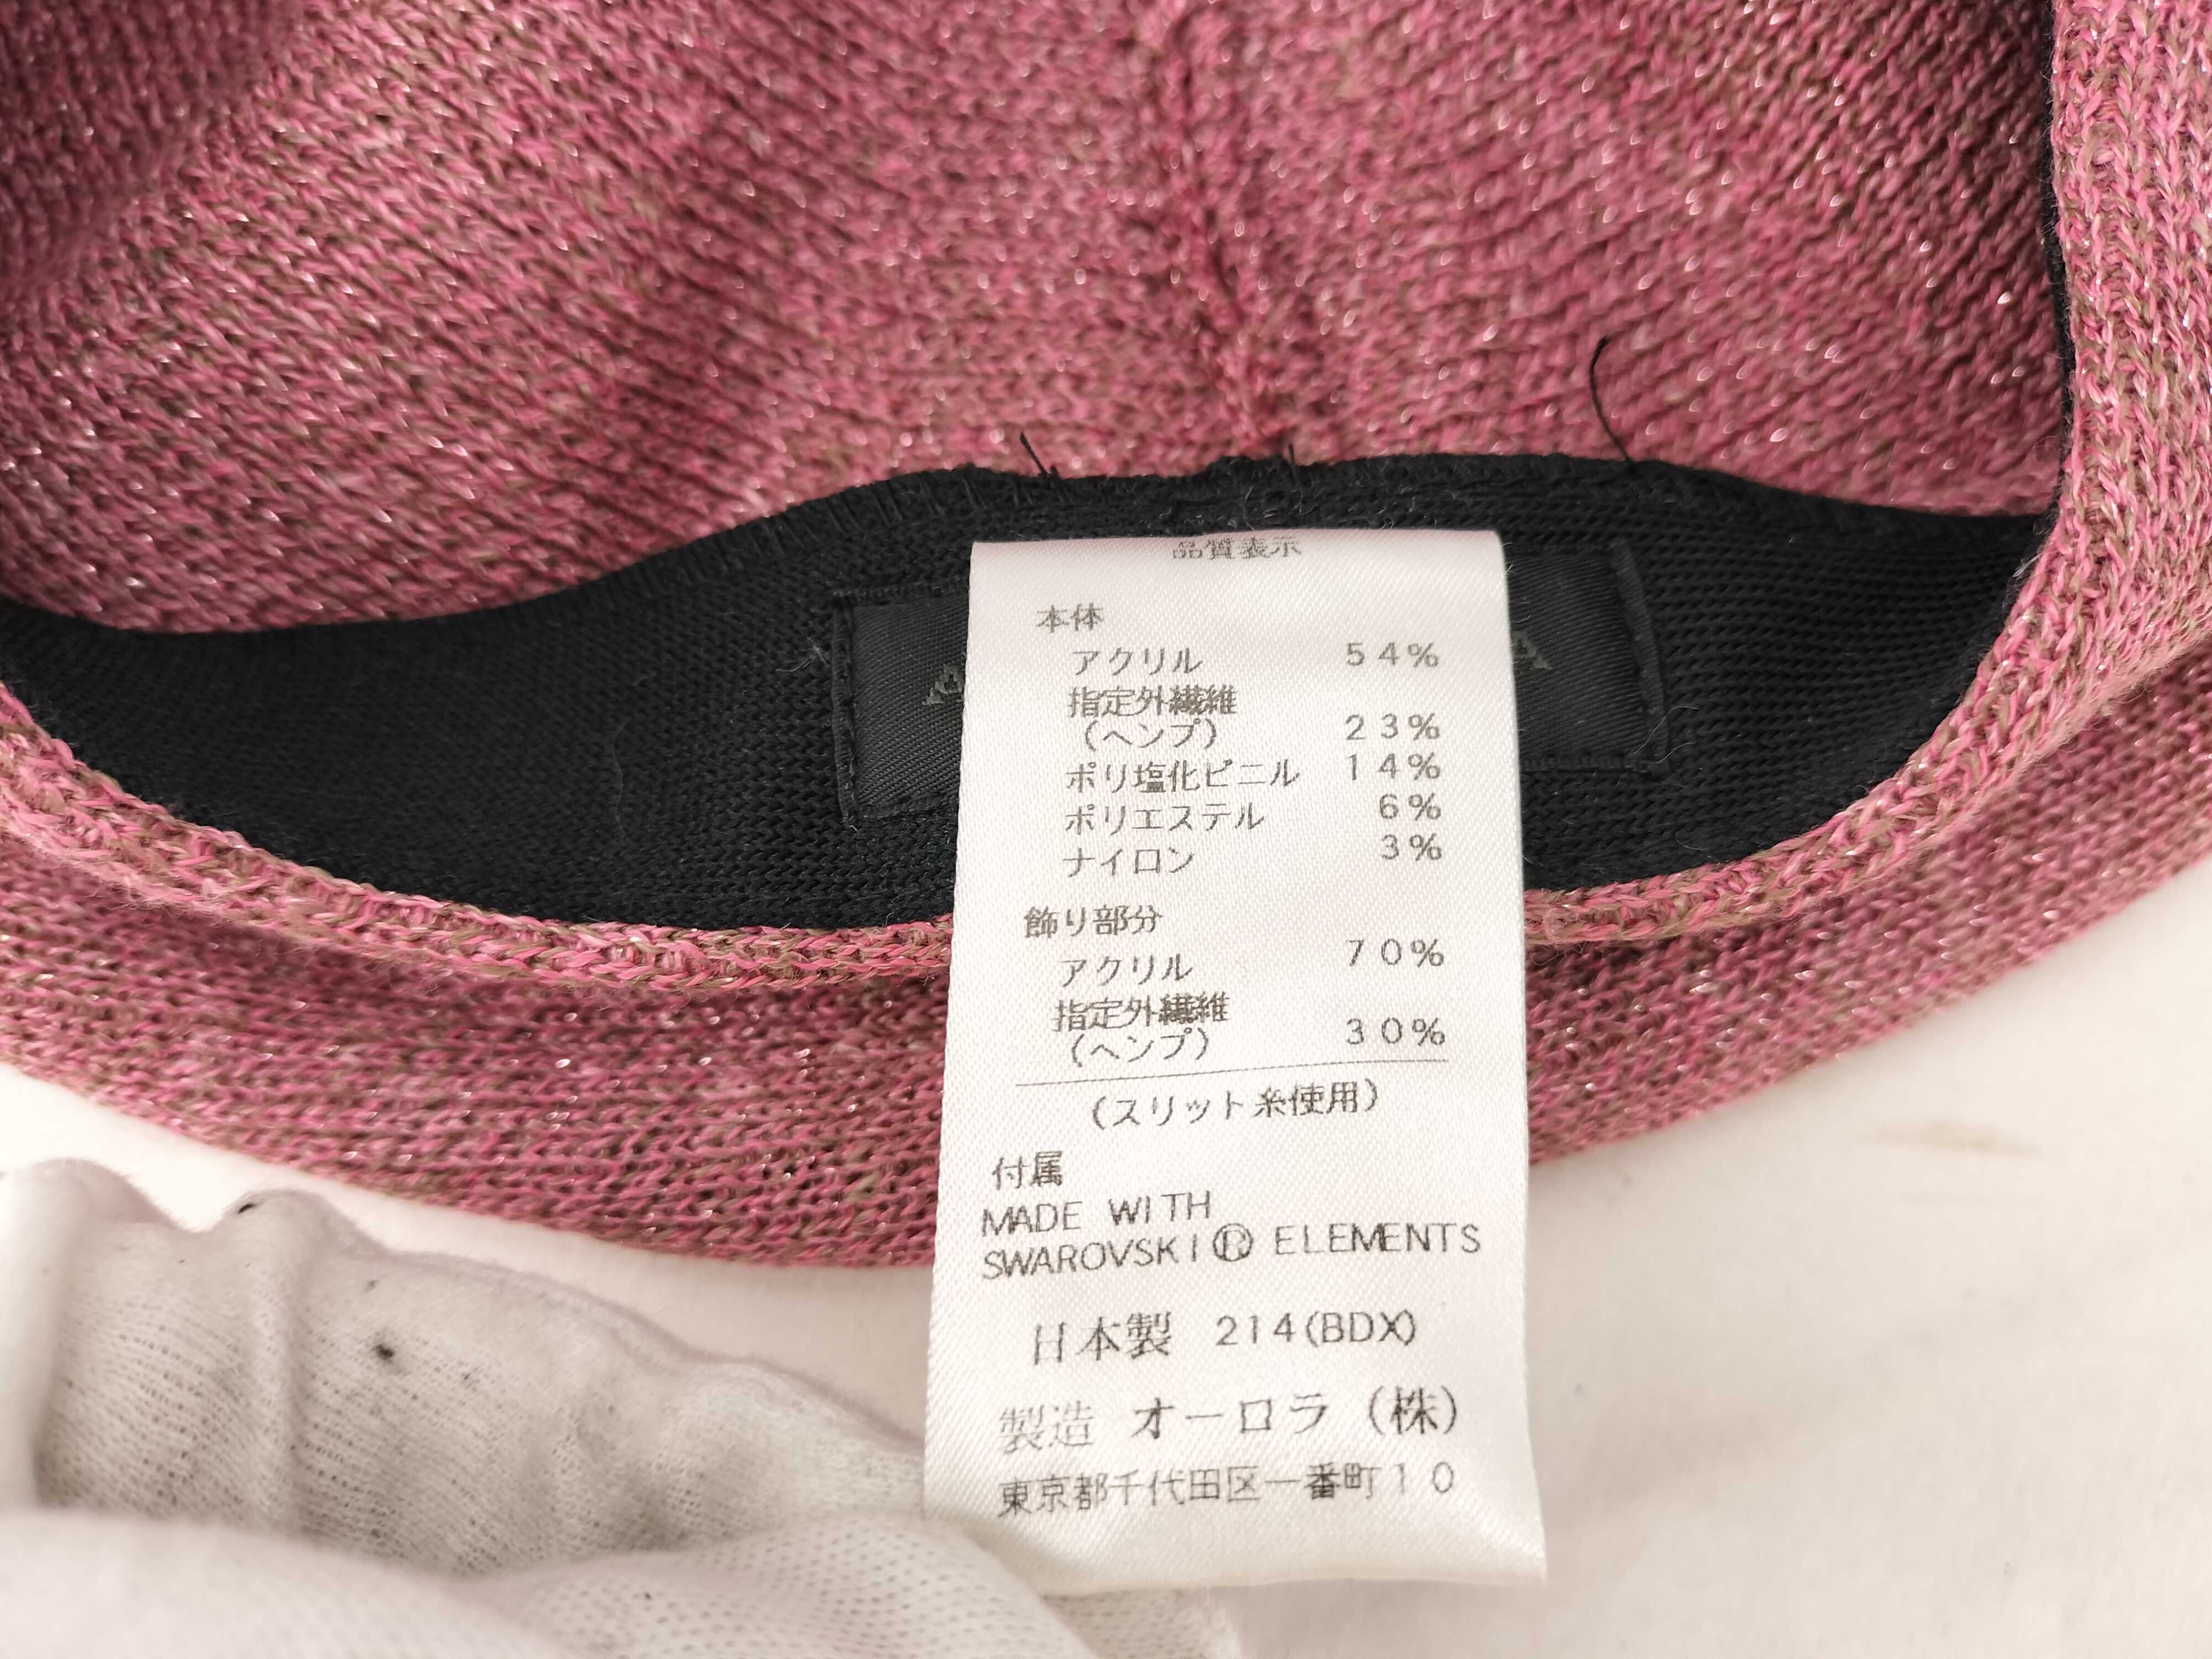 品質表示
本体
アクリル 54%
指定外繊維
(ヘンプ) 23%
ポリ塩化ビニル 14%
ポリエステル 6%
ナイロン 3%
飾り部分
アクリル 70%
指定外繊維
(ヘンプ) 30%
(スリット糸使用)
付属
MADE WITH
SWAROVSKI® ELEMENTS
日本製 214(BDX)
製造 オーロラ(株)
東京都千代田区一番町10